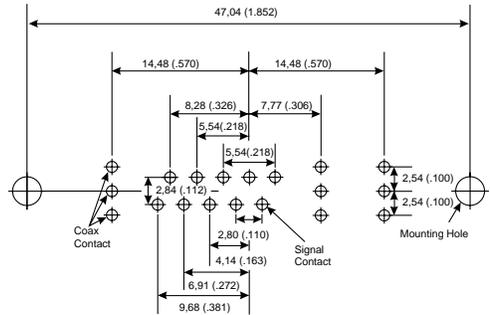 47,04 (1.852)
14,48 (.570)
14,48 (.570)
8,28 (.326)
7,77 (.306)
5,54(.218)
5,54(.218)
2,84 (.112)
2,54 (.100)
2,54 (.100)
Coax
Contact
Signal
Contact
Mounting Hole
2,80 (.110)
4,14 (.163)
6,91 (.272)
9,68 (.381)